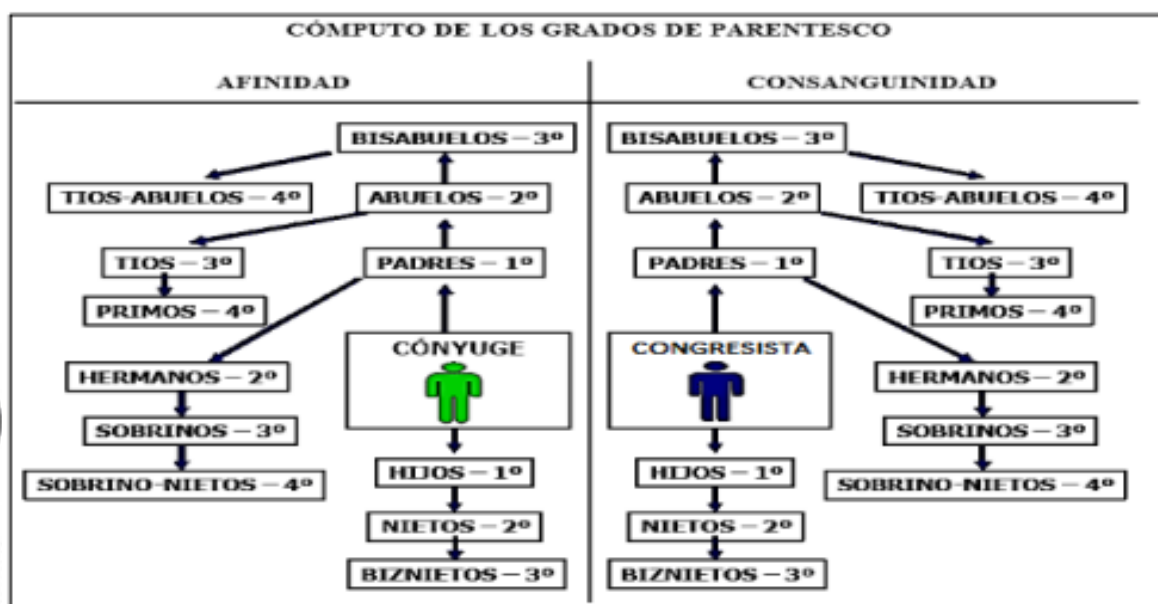 CÓMPUTO DE LOS GRADOS DE PARENTESCO
AFINIDAD
CONSANGUINIDAD
BISABUELOS – 3º
BISABUELOS – 3º
TIOS-ABUELOS – 4º
ABUELOS – 2º
ABUELOS – 2º
TIOS-ABUELOS – 4º
TIOS – 3º
PADRES – 1º
PADRES – 1º
TIOS – 3º
PRIMOS – 4º
PRIMOS – 4º
CÓNYUGE
CONGRESISTA
HERMANOS – 2º
HERMANOS – 2º
SOBRINOS – 3º
SOBRINOS – 3º
SOBRINO-NIETOS – 4º
HIJOS – 1º
HIJOS – 1º
SOBRINO-NIETOS – 4º
NIETOS – 2º
NIETOS – 2º
BIZNIETOS – 3º
BIZNIETOS – 3º